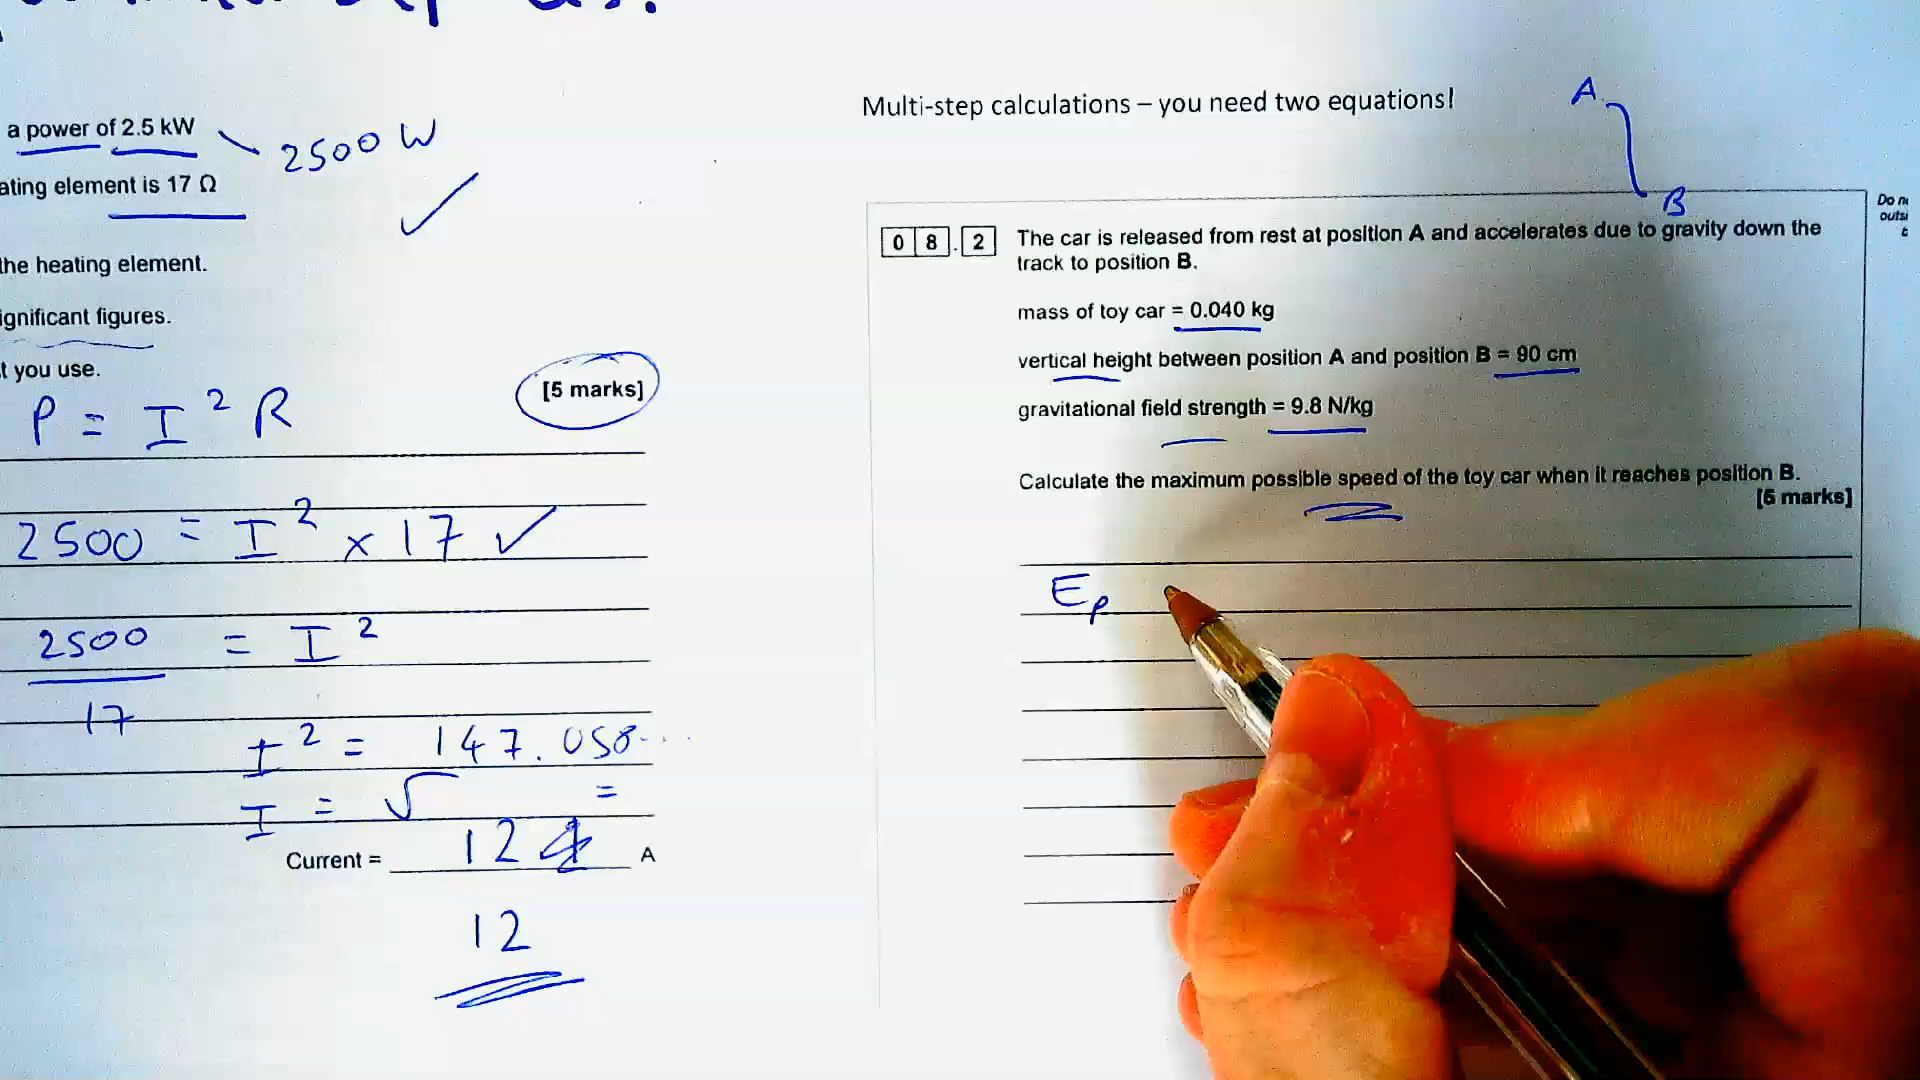 a power of 2.5 kW
2500 W
ating element is 17 Ω
the heating element.
ignificant figures.
t you use.
[5 marks]
P = I² R
2500 = I² x 17 ✓
2500 = I²
17
I² = 147.058...
I = √ =
Current = 12 A
12
Multi-step calculations – you need two equations!
A
B
Do n
outsi
0 8 . 2 The car is released from rest at position A and accelerates due to gravity down the
track to position B.
mass of toy car = 0.040 kg
vertical height between position A and position B = 90 cm
gravitational field strength = 9.8 N/kg
Calculate the maximum possible speed of the toy car when it reaches position B.
[5 marks]
Ep